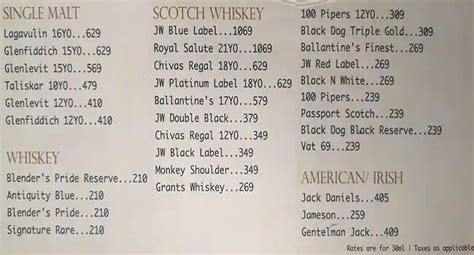 SINGLE MALT
Lagavulin 16YO...629
Glenfiddich 15YO...629
Glenlevit 15YO...569
Taliskar 10YO...479
Glenlevit 12YO...410
Glenfiddich 12YO...410
WHISKEY
Blender's Pride Reserve...210
Antiquity Blue...210
Blender's Pride...210
Signature Rare...210
SCOTCH WHISKEY
JW Blue Label...1069
Royal Salute 21YO...1069
Chivas Regal 18YO...629
JW Platinum Label 18YO...629
Ballantine's 17YO...579
JW Double Black...379
Chivas Regal 12YO...349
JW Black Label...349
Monkey Shoulder...349
Grants Whiskey...269
100 Pipers 12YO...309
Black Dog Triple Gold...309
Ballantine's Finest...269
JW Red Label...269
Black N White...269
100 Pipers...239
Passport Scotch...239
Black Dog Black Reserve...239
Vat 69...239
AMERICAN/ IRISH
Jack Daniels...405
Jameson...259
Gentelman Jack...409
Rates are for 30ml | Taxes as applicable